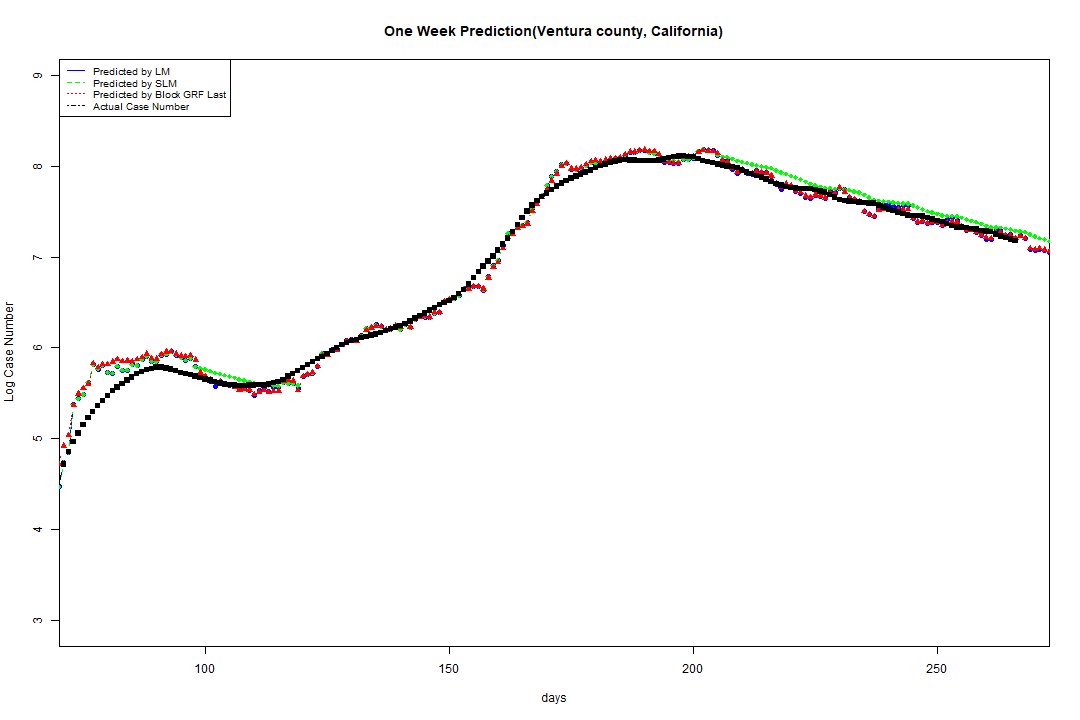 One Week Prediction(Ventura county, California)
Predicted by LM
Predicted by SLM
Predicted by Block GRF Last
Actual Case Number
9
8
7
6
5
4
3
Log Case Number
100 150 200 250
days